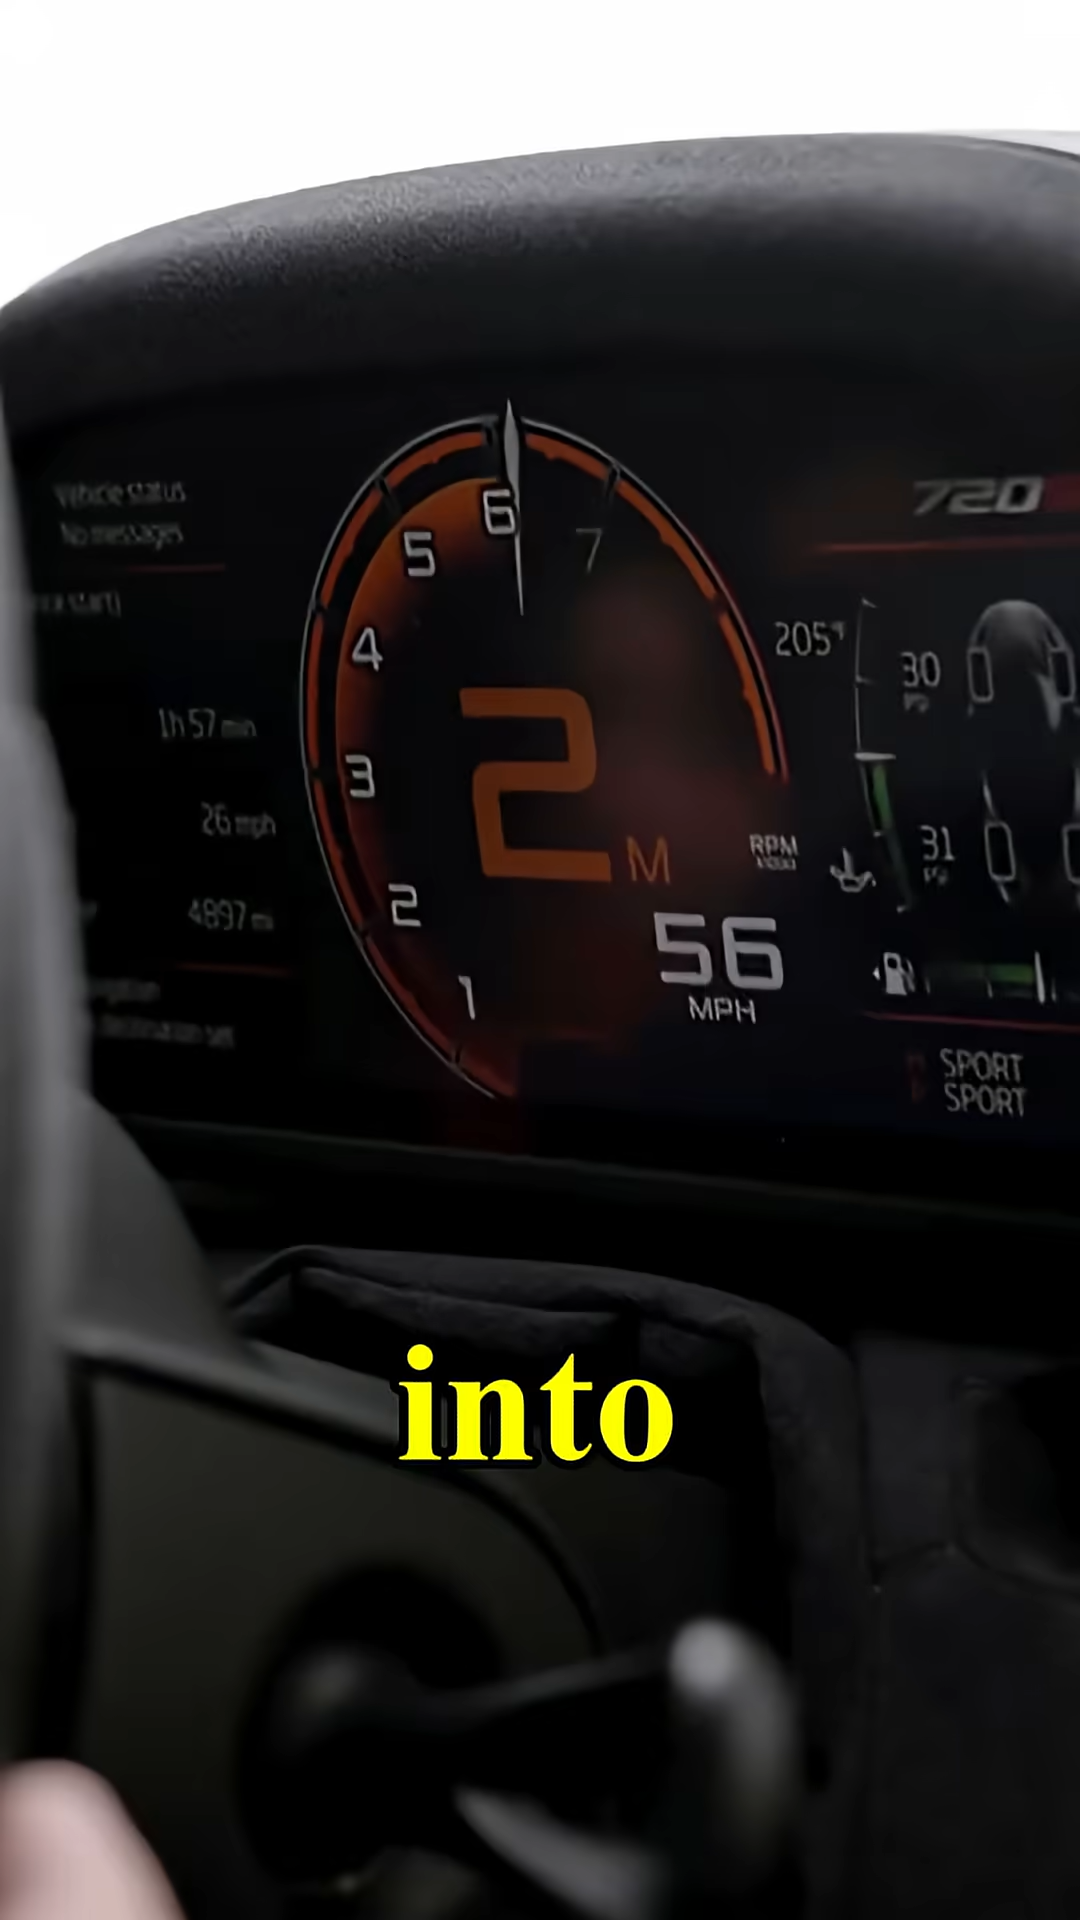 Vehicle status
No messages
1h 57 min
26 mph
4897 mi
1
2
3
4
5
6
7
2 M
RPM
56
MPH
720
205°F
30
31
SPORT
SPORT
into